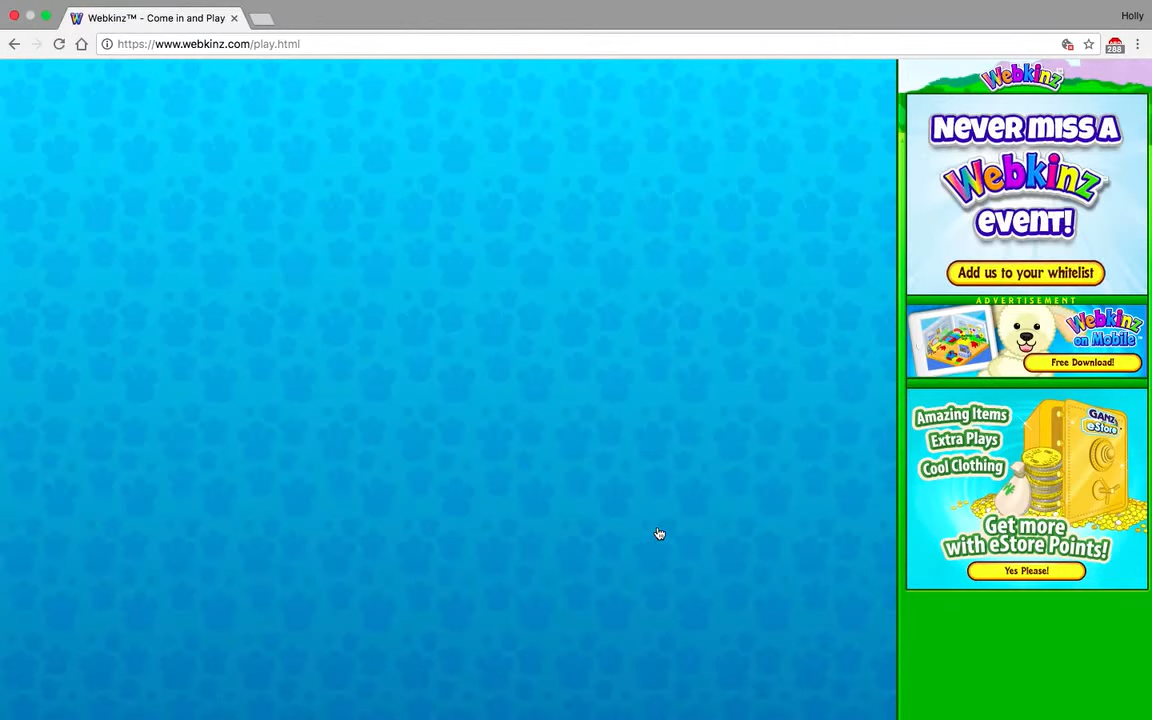 Webkinz™ - Come in and Play
Holly
https://www.webkinz.com/play.html
288
Webkinz
NEVER MISS A
Webkinz
EVENT!
Add us to your whitelist
ADVERTISEMENT
Webkinz
on Mobile
Free Download!
Amazing Items
Extra Plays
Cool Clothing
GANZ
eStore
Get more
with eStore Points!
Yes Please!